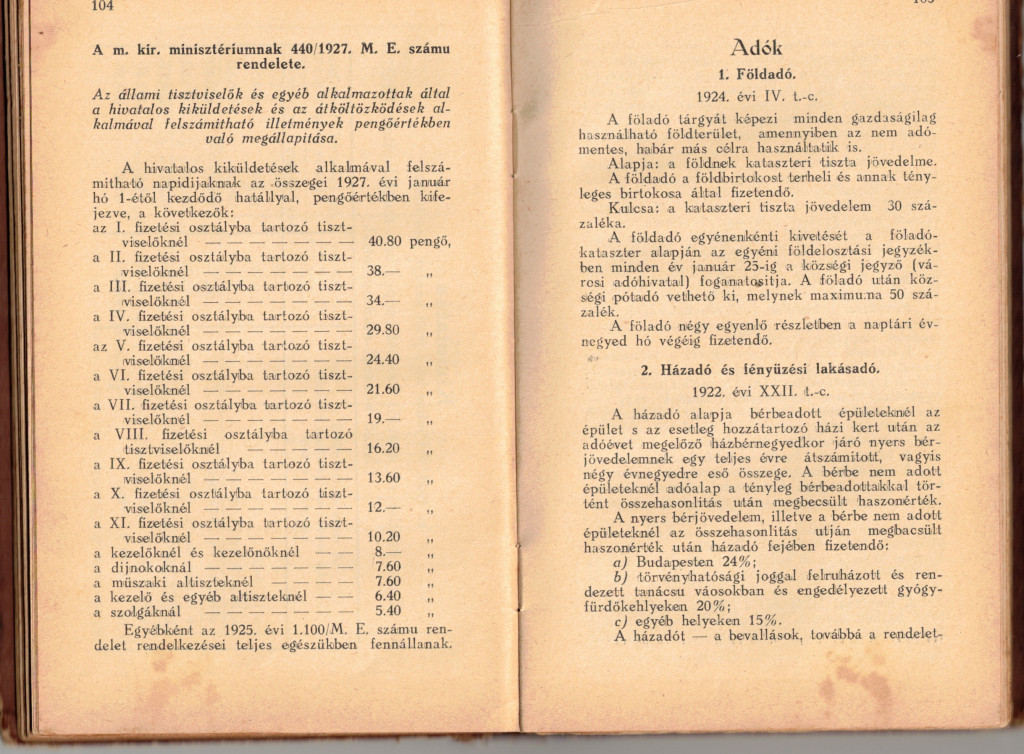 104
A m. kir. minisztériumnak 440/1927. M. E. számu
rendelete.
Az állami tisztviselők és egyéb alkalmazottak által
a hivatalos kiküldetések és az átköltözködések al-
kalmával felszámitható illetmények pengőértékben
való megállapitása.
A hivatalos kiküldetések alkalmával felszá-
mitható napidijaknak az összegei 1927. évi január
hó 1-étől kezdődő hatállyal, pengőértékben kife-
jezve, a következők:
az I. fizetési osztályba tartozó tiszt-
viselőknél — — — — — — — 40.80 pengő,
a II. fizetési osztályba tartozó tiszt-
viselőknél — — — — — — — 38.— „
a III. fizetési osztályba tartozó tiszt-
viselőknél — — — — — — — 34.— „
a IV. fizetési osztályba tartozó tiszt-
viselőknél — — — — — — — 29.80 „
az V. fizetési osztályba tartozó tiszt-
viselőknél — — — — — — — 24.40 „
a VI. fizetési osztályba tartozó tiszt-
viselőknél — — — — — — — 21.60 „
a VII. fizetési osztályba tartozó tiszt-
viselőknél — — — — — — — 19.— „
a VIII. fizetési osztályba tartozó
tisztviselőknél — — — — — — 16.20 „
a IX. fizetési osztályba tartozó tiszt-
viselőknél — — — — — — — 13.60 „
a X. fizetési osztályba tartozó tiszt-
viselőknél — — — — — — — 12.— „
a XI. fizetési osztályba tartozó tiszt-
viselőknél — — — — — — — 10.20 „
a kezelőknél és kezelőnőknél — — 8.— „
a dijnokoknál — — — — — — — 7.60 „
a müszaki altiszteknél — — — — 7.60 „
a kezelő és egyéb altiszteknél — — 6.40 „
a szolgáknál — — — — — — — 5.40 „
Egyébként az 1925. évi 1.100/M. E. számu ren-
delet rendelkezései teljes egészükben fennállanak.
Adók
1. Földadó.
1924. évi IV. t.-c.
A föladó tárgyát képezi minden gazdaságilag
használható földterület, amennyiben az nem adó-
mentes, habár más célra használtatik is.
Alapja: a földnek kataszteri tiszta jövedelme.
A földadó a földbirtokost terheli és annak tény-
leges birtokosa által fizetendő.
Kulcsa: a kataszteri tiszta jövedelem 30 szá-
zaléka.
A földadó egyénenkénti kivetését a föladó-
kataszter alapján az egyéni földelosztási jegyzék-
ben minden év január 25-ig a községi jegyző (vá-
rosi adóhivatal) foganatositja. A föladó után köz-
ségi pótadó vethető ki, melynek maximuma 50 szá-
zalék.
A föladó négy egyenlő részletben a naptári év-
negyed hó végéig fizetendő.
2. Házadó és fényüzési lakásadó.
1922. évi XXII. t.-c.
A házadó alapja bérbeadott épületeknél az
épület s az esetleg hozzátartozó házi kert után az
adóévet megelőző házbérnegyedkor járó nyers bér-
jövedelemnek egy teljes évre átszámitott, vagyis
négy évnegyedre eső összege. A bérbe nem adott
épületeknél adóalap a tényleg bérbeadottakkal tör-
tént összehasonlitás után megbecsült haszonérték.
A nyers bérjövedelem, illetve a bérbe nem adott
épületeknél az összehasonlitás utján megbacsült
haszonérték után házadó fejében fizetendő:
a) Budapesten 24%;
b) törvényhatósági joggal felruházott és ren-
dezett tanácsu váosokban és engedélyezett gyógy-
fürdőkehlyeken 20%;
c) egyéb helyeken 15%.
A házadót — a bevallások, továbbá a rendelet-